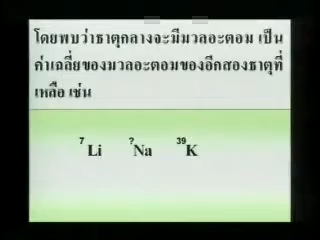 โดยพบว่าธาตุกลางจะมีมวลอะตอม เป็น
ค่าเฉลี่ยของมวลอะตอมของอีกสองธาตุที่
เหลือ เช่น
⁷Li ?Na ³⁹K